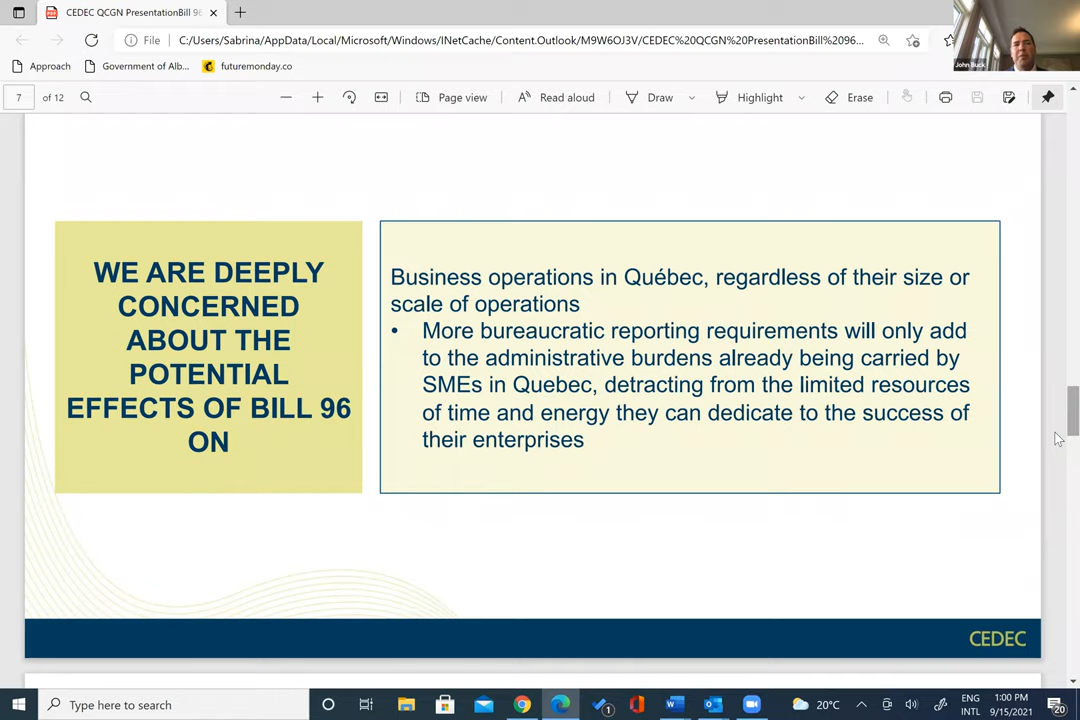 CEDEC QCGN PresentationBill 96
File
C:/Users/Sabrina/AppData/Local/Microsoft/Windows/INetCache/Content.Outlook/M9W6OJ3V/CEDEC%20QCGN%20PresentationBill%2096...
John Buck
Approach
Government of Alb...
futuremonday.co
7
of 12
Page view
Read aloud
Draw
Highlight
Erase
WE ARE DEEPLY
CONCERNED
ABOUT THE
POTENTIAL
EFFECTS OF BILL 96
ON
Business operations in Québec, regardless of their size or
scale of operations
• More bureaucratic reporting requirements will only add
to the administrative burdens already being carried by
SMEs in Quebec, detracting from the limited resources
of time and energy they can dedicate to the success of
their enterprises
CEDEC
Type here to search
1
20°C
ENG
INTL
1:00 PM
9/15/2021
20